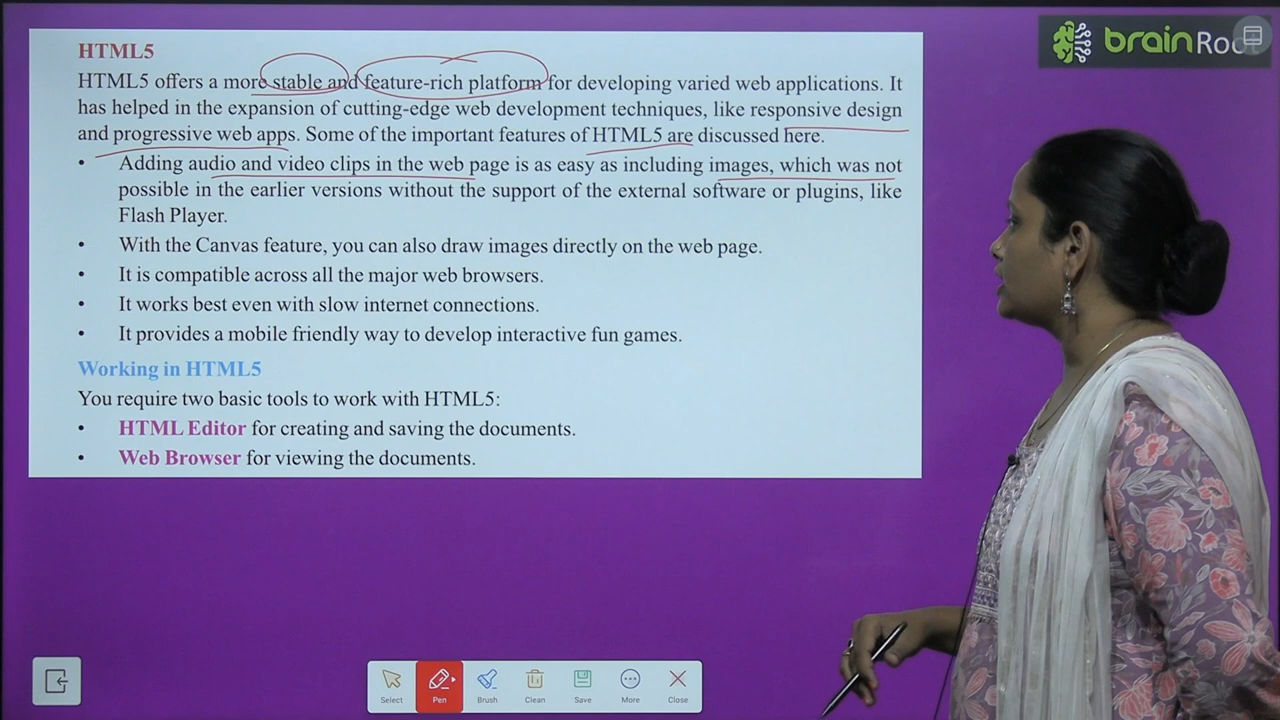 HTML5
HTML5 offers a more stable and feature-rich platform for developing varied web applications. It
has helped in the expansion of cutting-edge web development techniques, like responsive design
and progressive web apps. Some of the important features of HTML5 are discussed here.
• Adding audio and video clips in the web page is as easy as including images, which was not
possible in the earlier versions without the support of the external software or plugins, like
Flash Player.
• With the Canvas feature, you can also draw images directly on the web page.
• It is compatible across all the major web browsers.
• It works best even with slow internet connections.
• It provides a mobile friendly way to develop interactive fun games.
Working in HTML5
You require two basic tools to work with HTML5:
• HTML Editor for creating and saving the documents.
• Web Browser for viewing the documents.
brainRoot
Select Pen Brush Clean Save More Close